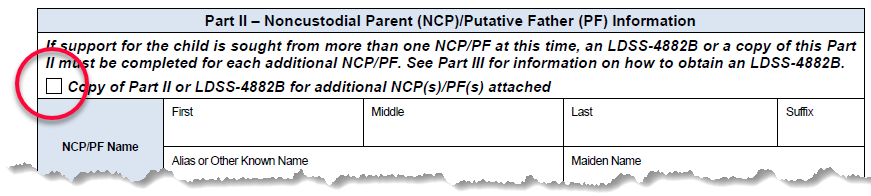 Part II – Noncustodial Parent (NCP)/Putative Father (PF) Information
If support for the child is sought from more than one NCP/PF at this time, an LDSS-4882B or a copy of this Part
II must be completed for each additional NCP/PF. See Part III for information on how to obtain an LDSS-4882B.
Copy of Part II or LDSS-4882B for additional NCP(s)/PF(s) attached
First Middle Last Suffix
NCP/PF Name
Alias or Other Known Name Maiden Name